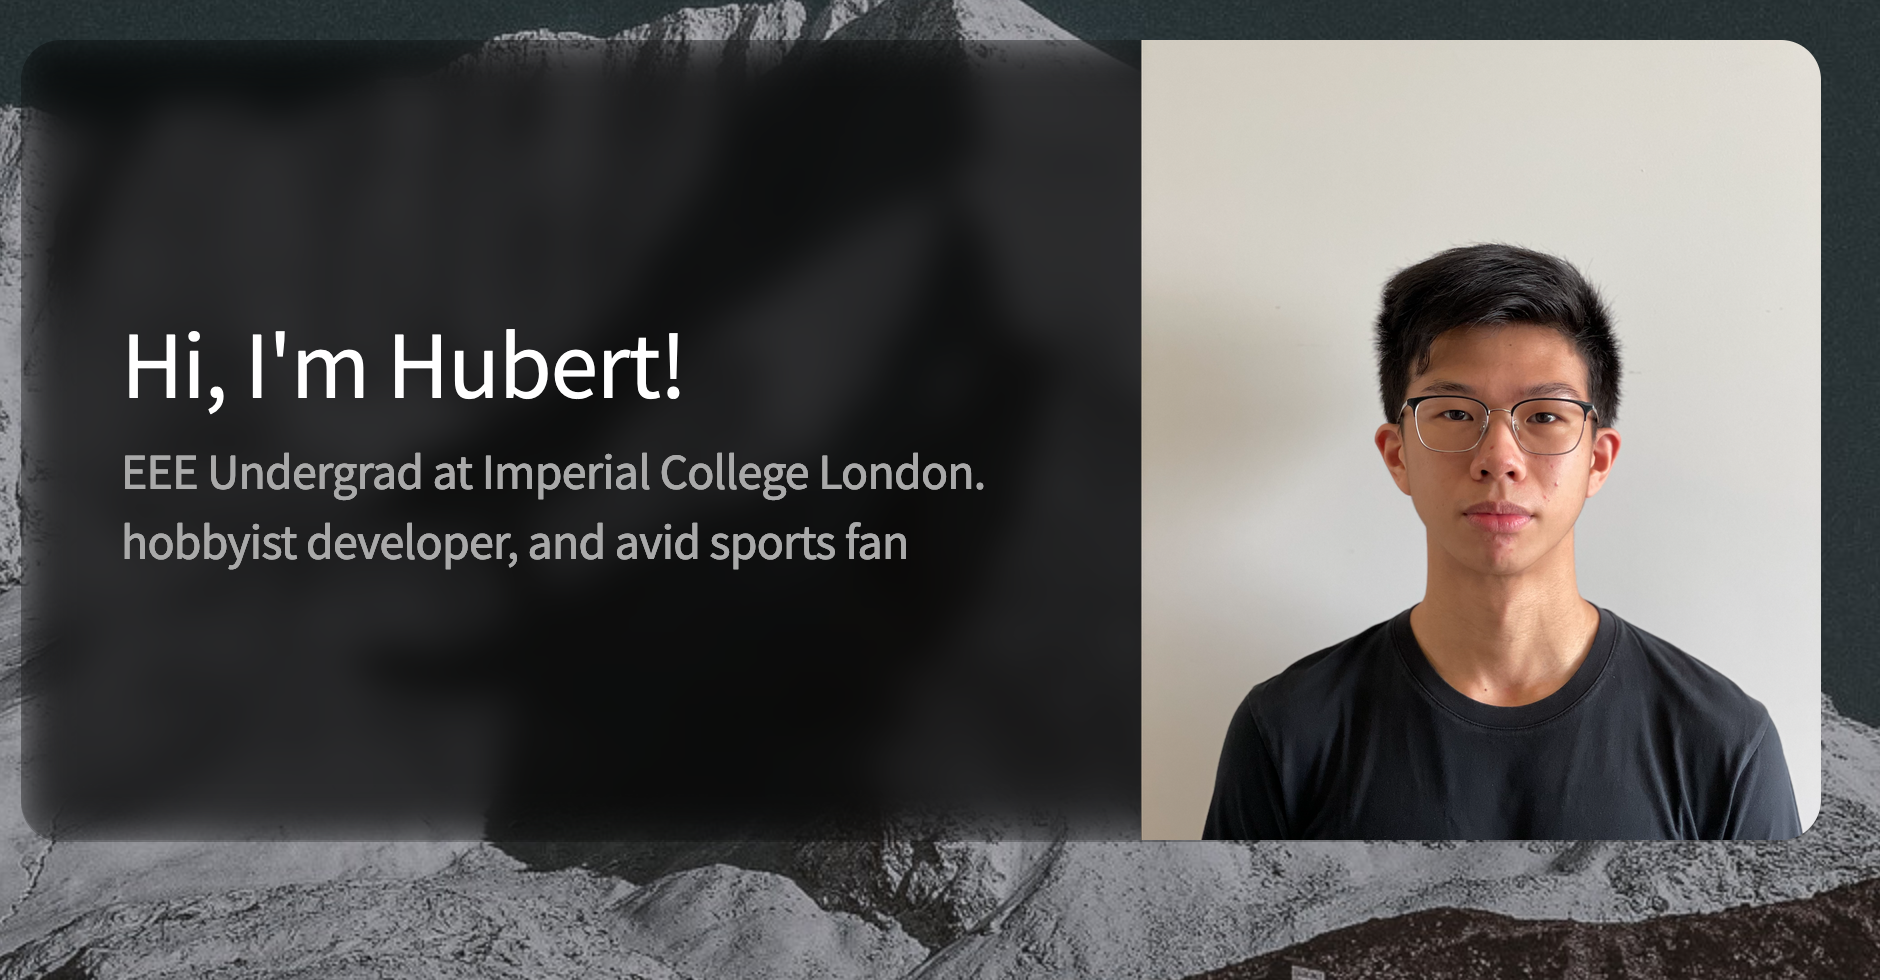 Hi, I'm Hubert!
EEE Undergrad at Imperial College London.
hobbyist developer, and avid sports fan